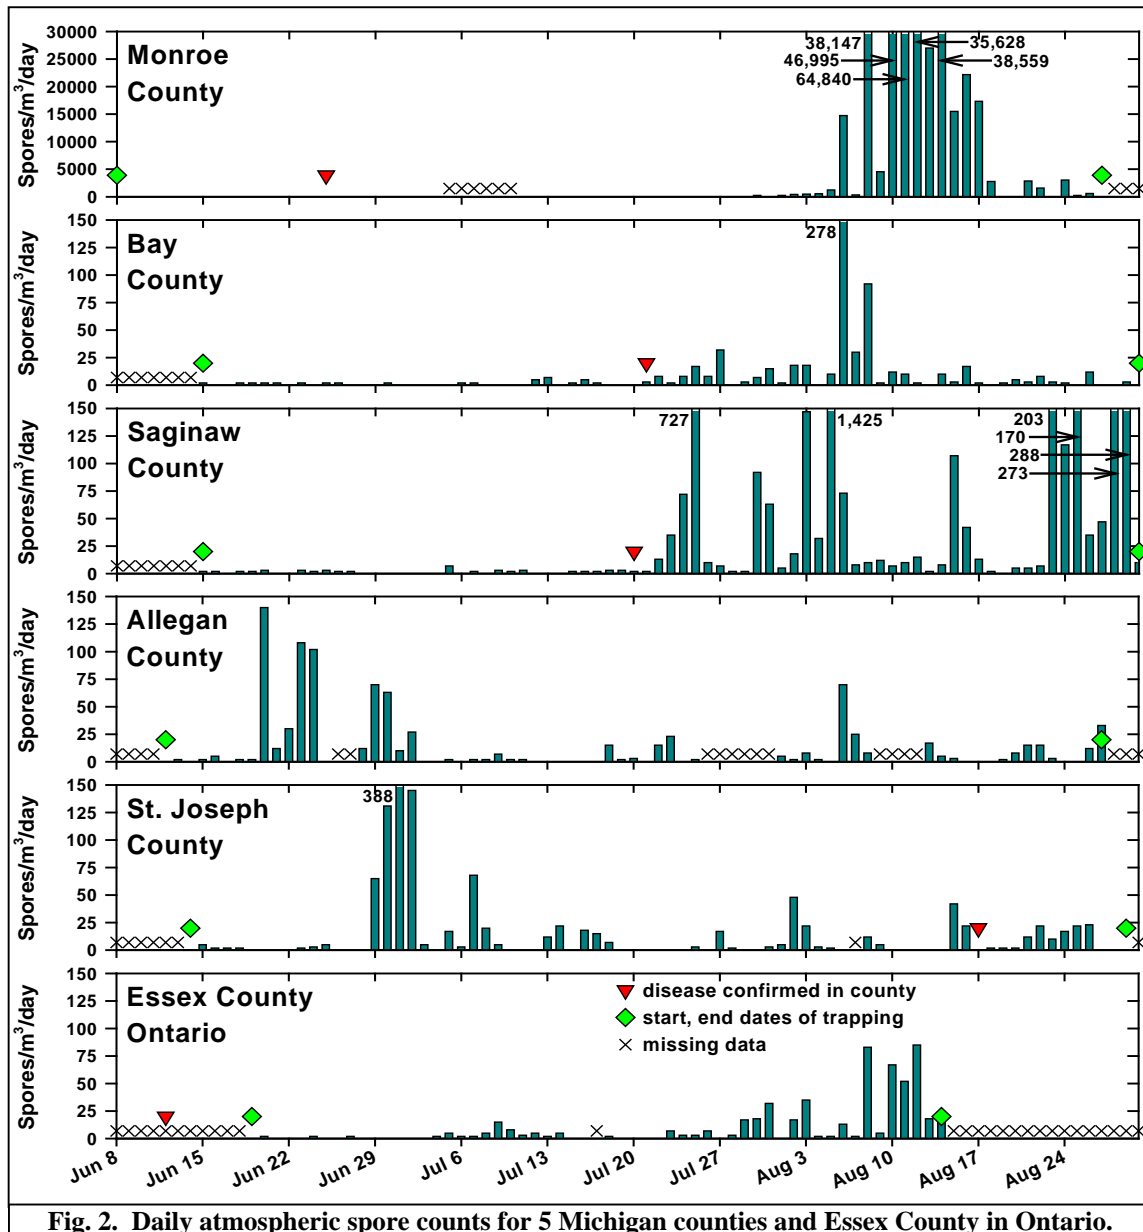 Spores/m³/day
30000
25000
20000
15000
10000
5000
0
Monroe
County
38,147
46,995
64,840
35,628
38,559
Spores/m³/day
150
125
100
75
50
25
0
Bay
County
278
Spores/m³/day
150
125
100
75
50
25
0
Saginaw
County
727
1,425
203
170
288
273
Spores/m³/day
150
125
100
75
50
25
0
Allegan
County
Spores/m³/day
150
125
100
75
50
25
0
St. Joseph
County
388
Spores/m³/day
150
125
100
75
50
25
0
Essex County
Ontario
disease confirmed in county
start, end dates of trapping
missing data
Jun 8
Jun 15
Jun 22
Jun 29
Jul 6
Jul 13
Jul 20
Jul 27
Aug 3
Aug 10
Aug 17
Aug 24
Fig. 2. Daily atmospheric spore counts for 5 Michigan counties and Essex County in Ontario.